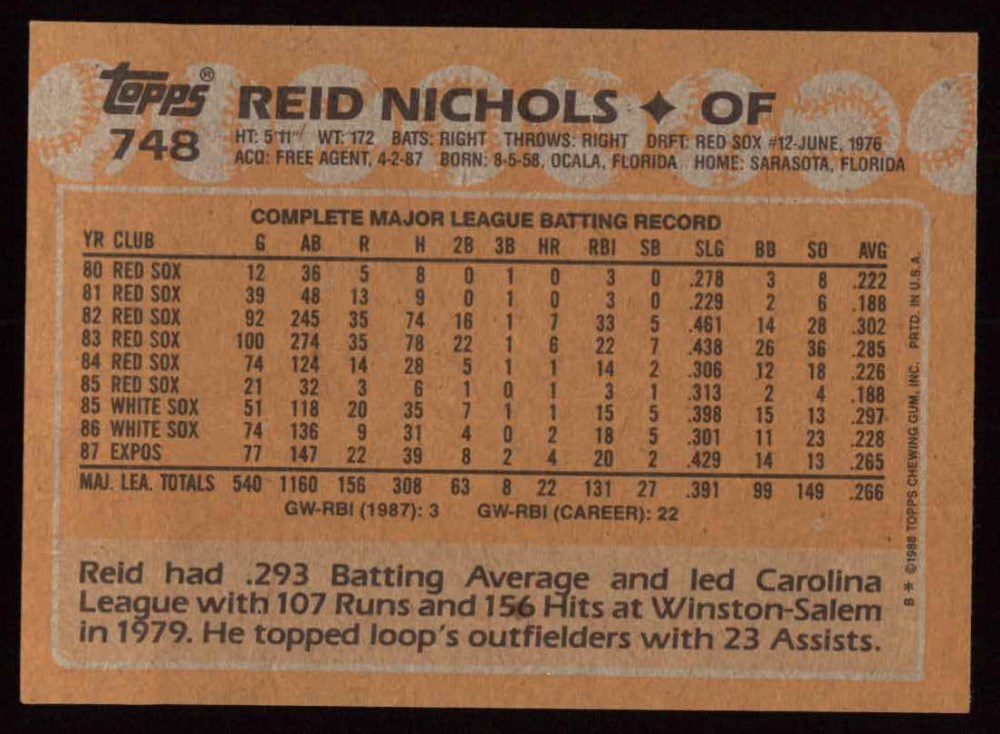 topps®
748
REID NICHOLS ✦ OF
HT: 5'11" WT: 172 BATS: RIGHT THROWS: RIGHT DRFT: RED SOX #12-JUNE, 1976
ACQ: FREE AGENT, 4-2-87 BORN: 8-5-58, OCALA, FLORIDA HOME: SARASOTA, FLORIDA
COMPLETE MAJOR LEAGUE BATTING RECORD
YR CLUB G AB R H 2B 3B HR RBI SB SLG BB SO AVG
80 RED SOX 12 36 5 8 0 1 0 3 0 .278 3 8 .222
81 RED SOX 39 48 13 9 0 1 0 3 0 .229 2 6 .188
82 RED SOX 92 245 35 74 16 1 7 33 5 .461 14 28 .302
83 RED SOX 100 274 35 78 22 1 6 22 7 .438 26 36 .285
84 RED SOX 74 124 14 28 5 1 1 14 2 .306 12 18 .226
85 RED SOX 21 32 3 6 1 0 1 3 1 .313 2 4 .188
85 WHITE SOX 51 118 20 35 7 1 1 15 5 .398 15 13 .297
86 WHITE SOX 74 136 9 31 4 0 2 18 5 .301 11 23 .228
87 EXPOS 77 147 22 39 8 2 4 20 2 .429 14 13 .265
MAJ. LEA. TOTALS 540 1160 156 308 63 8 22 131 27 .391 99 149 .266
GW-RBI (1987): 3 GW-RBI (CAREER): 22
Reid had .293 Batting Average and led Carolina
League with 107 Runs and 156 Hits at Winston-Salem
in 1979. He topped loop's outfielders with 23 Assists.
B** ©1988 TOPPS CHEWING GUM, INC. PRTD. IN U.S.A.